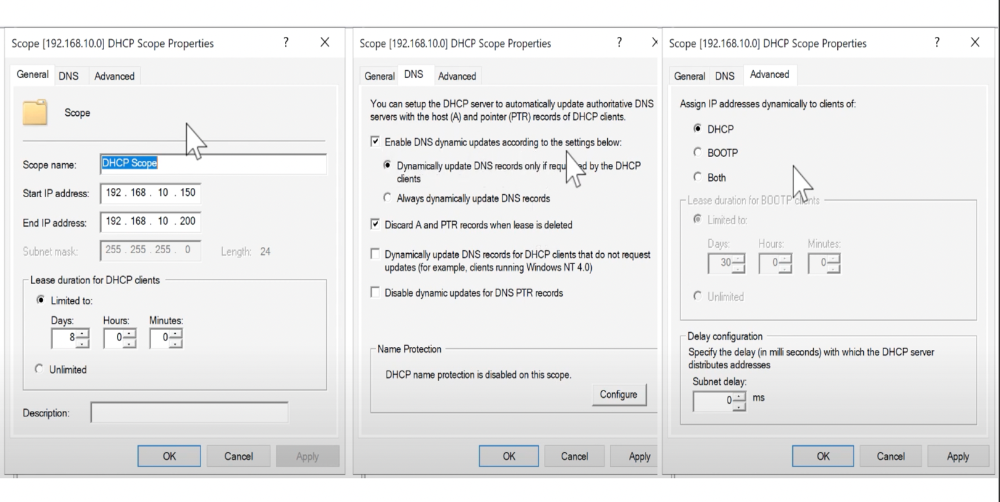 Scope [192.168.10.0] DHCP Scope Properties ? X
General DNS Advanced
Scope
Scope name: DHCP Scope
Start IP address: 192 . 168 . 10 . 150
End IP address: 192 . 168 . 10 . 200
Subnet mask: 255 . 255 . 255 . 0 Length: 24
Lease duration for DHCP clients
Limited to:
Days: Hours: Minutes:
8 0 0
Unlimited
Description:
OK Cancel Apply
Scope [192.168.10.0] DHCP Scope Properties ? X
General DNS Advanced
You can setup the DHCP server to automatically update authoritative DNS
servers with the host (A) and pointer (PTR) records of DHCP clients.
Enable DNS dynamic updates according to the settings below:
Dynamically update DNS records only if requested by the DHCP
clients
Always dynamically update DNS records
Discard A and PTR records when lease is deleted
Dynamically update DNS records for DHCP clients that do not request
updates (for example, clients running Windows NT 4.0)
Disable dynamic updates for DNS PTR records
Name Protection
DHCP name protection is disabled on this scope.
Configure
OK Cancel Apply
Scope [192.168.10.0] DHCP Scope Properties ? X
General DNS Advanced
Assign IP addresses dynamically to clients of:
DHCP
BOOTP
Both
Lease duration for BOOTP clients
Limited to:
Days: Hours: Minutes:
30 0 0
Unlimited
Delay configuration
Specify the delay (in milli seconds) with which the DHCP server
distributes addresses
Subnet delay:
0 ms
OK Cancel Apply